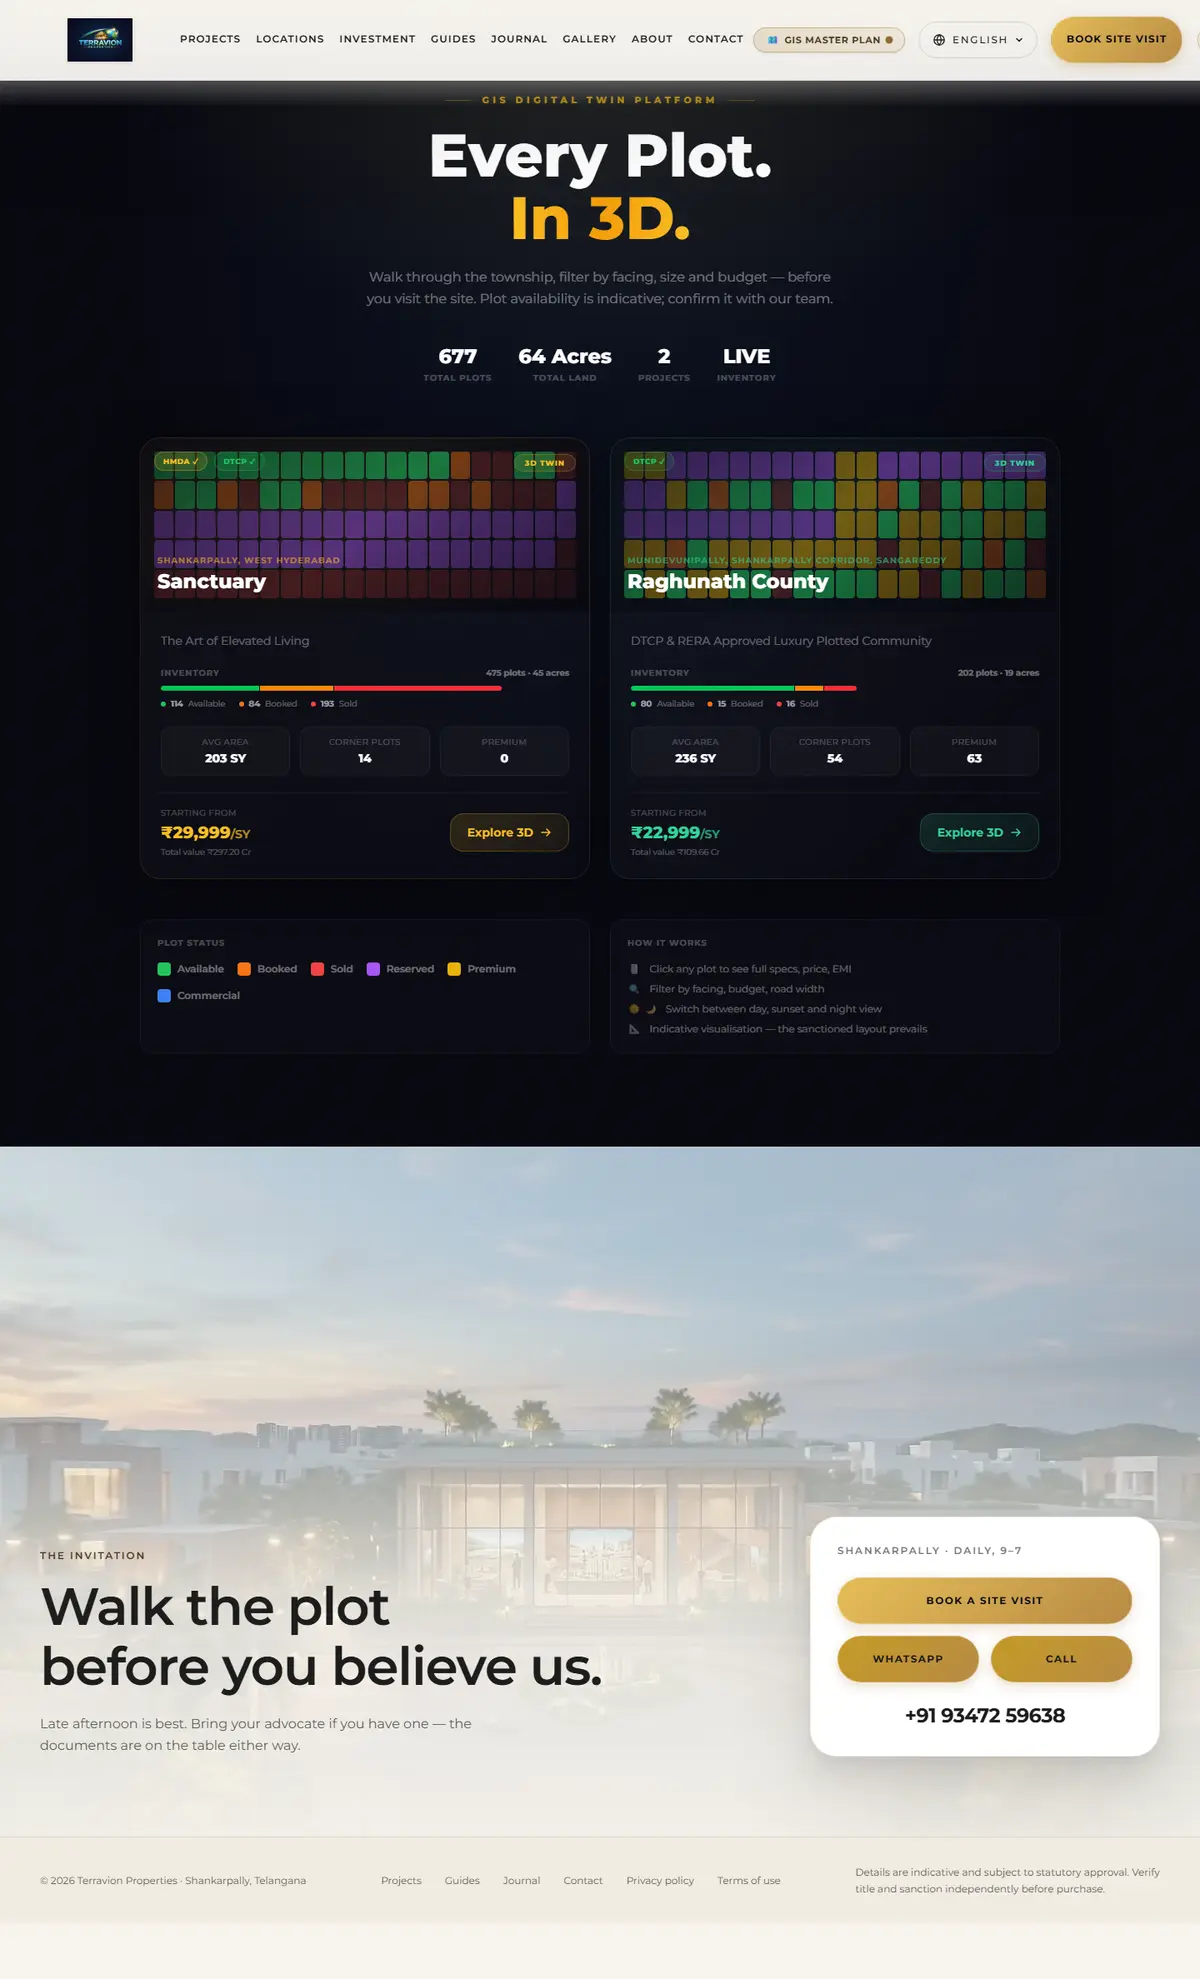 TERRAVION
PROJECTS LOCATIONS INVESTMENT GUIDES JOURNAL GALLERY ABOUT CONTACT GIS MASTER PLAN ENGLISH BOOK SITE VISIT
GIS DIGITAL TWIN PLATFORM
Every Plot.
In 3D.
Walk through the township, filter by facing, size and budget — before
you visit the site. Plot availability is indicative; confirm it with our team.
677 64 Acres 2 LIVE
TOTAL PLOTS TOTAL LAND PROJECTS INVENTORY
HMDA ✓ DTCP ✓ 3D TWIN
SHANKARPALLY, WEST HYDERABAD
Sanctuary
The Art of Elevated Living
INVENTORY 475 plots · 45 acres
114 Available 84 Booked 193 Sold
AVG AREA CORNER PLOTS PREMIUM
203 SY 14 0
STARTING FROM
₹29,999/SY
Total value ₹297.20 Cr
Explore 3D →
DTCP ✓ 3D TWIN
MUNIDEVUNIPALLY, SHANKARPALLY CORRIDOR, SANGAREDDY
Raghunath County
DTCP & RERA Approved Luxury Plotted Community
INVENTORY 202 plots · 19 acres
80 Available 15 Booked 16 Sold
AVG AREA CORNER PLOTS PREMIUM
236 SY 54 63
STARTING FROM
₹22,999/SY
Total value ₹109.66 Cr
Explore 3D →
PLOT STATUS
Available Booked Sold Reserved Premium
Commercial
HOW IT WORKS
Click any plot to see full specs, price, EMI
Filter by facing, budget, road width
Switch between day, sunset and night view
Indicative visualisation — the sanctioned layout prevails
THE INVITATION
Walk the plot
before you believe us.
Late afternoon is best. Bring your advocate if you have one — the
documents are on the table either way.
SHANKARPALLY · DAILY, 9–7
BOOK A SITE VISIT
WHATSAPP CALL
+91 93472 59638
© 2026 Terravion Properties · Shankarpally, Telangana
Projects Guides Journal Contact Privacy policy Terms of use
Details are indicative and subject to statutory approval. Verify
title and sanction independently before purchase.